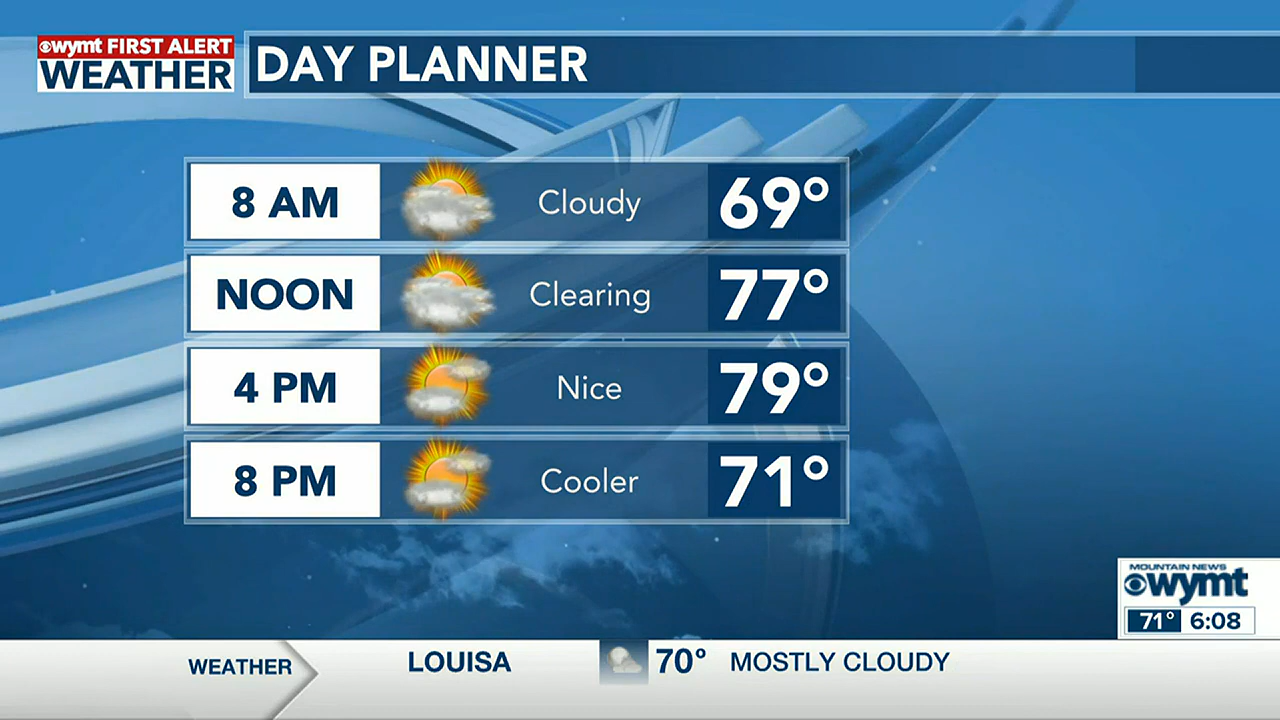 wymt FIRST ALERT
WEATHER
DAY PLANNER
8 AM Cloudy 69°
NOON Clearing 77°
4 PM Nice 79°
8 PM Cooler 71°
MOUNTAIN NEWS
wymt
71° 6:08
WEATHER LOUISA 70° MOSTLY CLOUDY